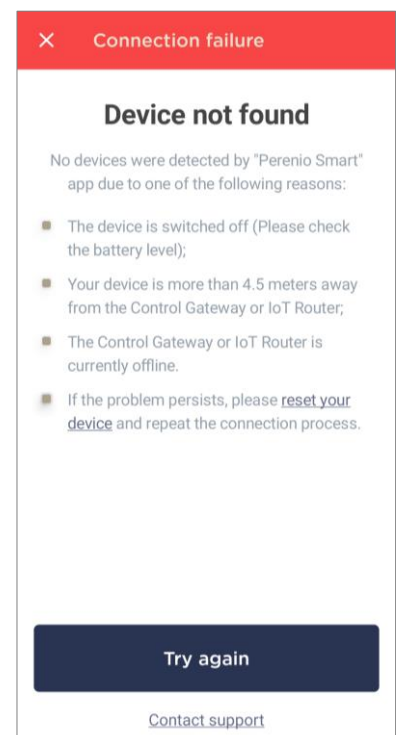 Connection failure
Device not found
No devices were detected by "Perenio Smart"
app due to one of the following reasons:
The device is switched off (Please check
the battery level);
Your device is more than 4.5 meters away
from the Control Gateway or IoT Router;
The Control Gateway or IoT Router is
currently offline.
If the problem persists, please reset your
device and repeat the connection process.
Try again
Contact support